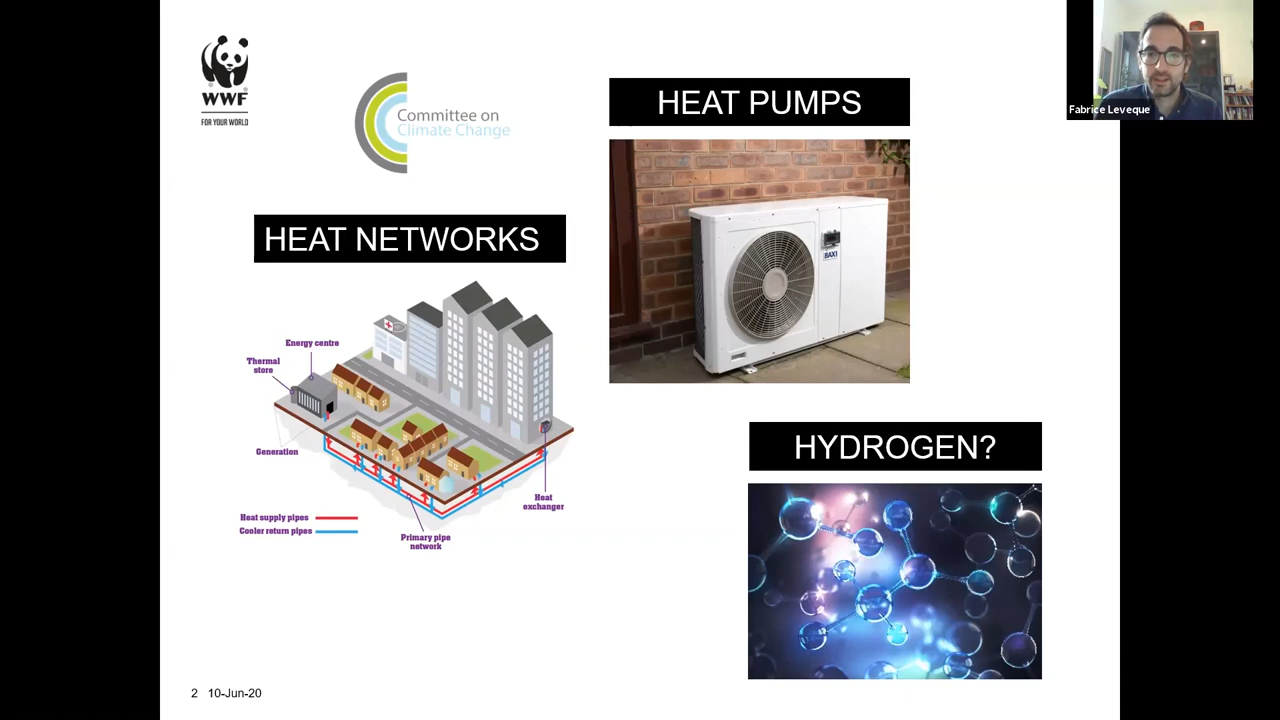 WWF
FOR YOUR WORLD
Committee on
Climate Change
HEAT PUMPS
Fabrice Leveque
BAXI
HEAT NETWORKS
Energy centre
Thermal
store
Generation
Heat
exchanger
Heat supply pipes
Cooler return pipes
Primary pipe
network
HYDROGEN?
2 10-Jun-20